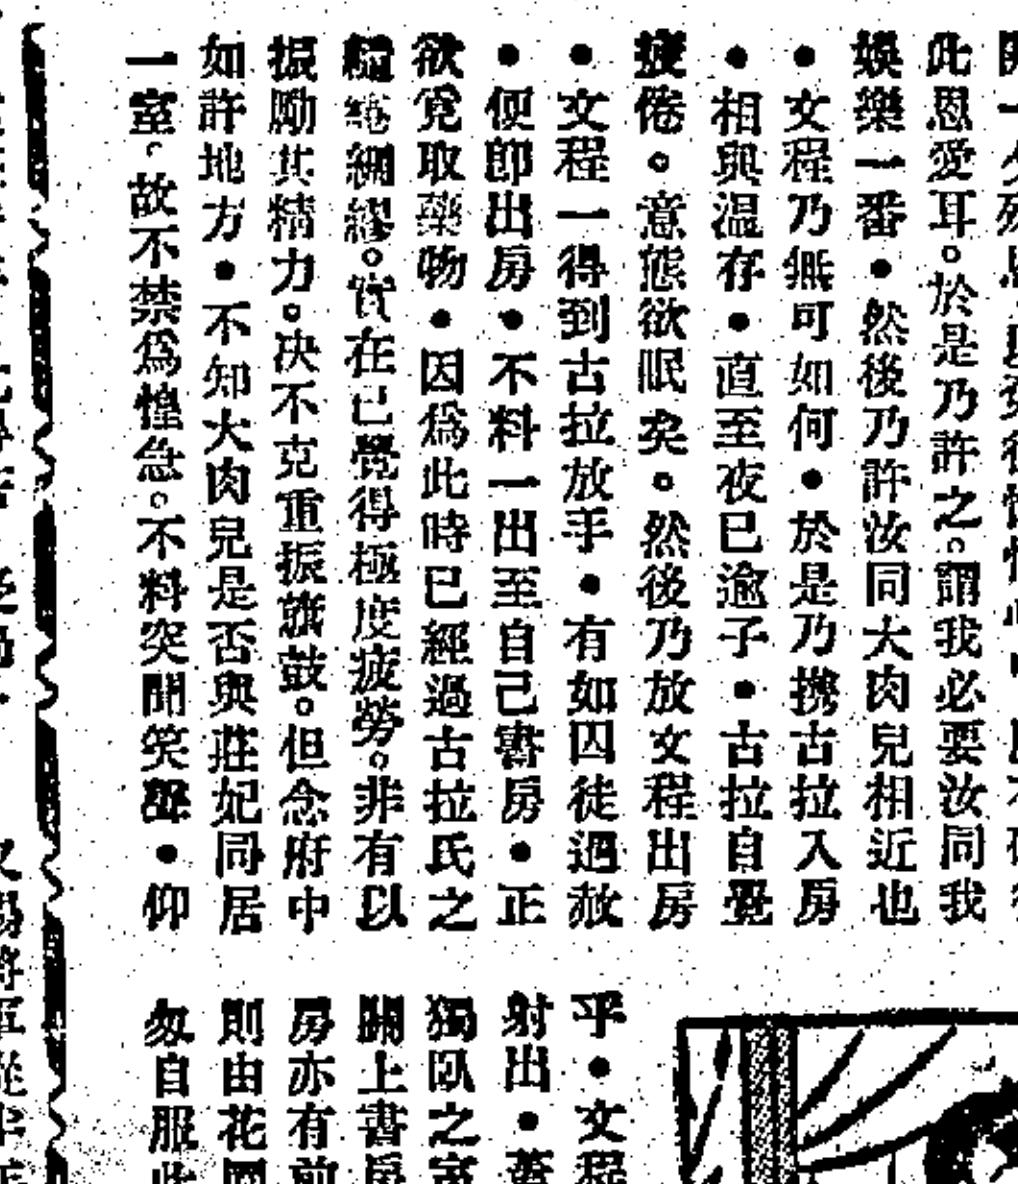 此恩愛耳。於是乃許之。謂我必要汝同我
娛樂一番●然後乃許汝同大肉兒相近也
●文程乃無可如何●於是乃携古拉入房
●相與温存●直至夜已逾子●古拉自覺
疲倦。意態欲眠矣。然後乃放文程出房
●文程一得到古拉放手●有如囚徒遇赦
●便即出房●不料一出至自己書房●正
欲覓取藥物●因爲此時已經過古拉氏之
纏綣綢繆。實在已覺得極度疲勞。非有以
振勵其精力。决不克重振旗鼓。但念府中
如許地方●不知大肉兒是否與莊妃同居
一室。故不禁爲惶急。不料突聞笑聲●仰
乎●文程
射出●
獨臥之室
關上書房
房亦有前
則由花園
匆自服此